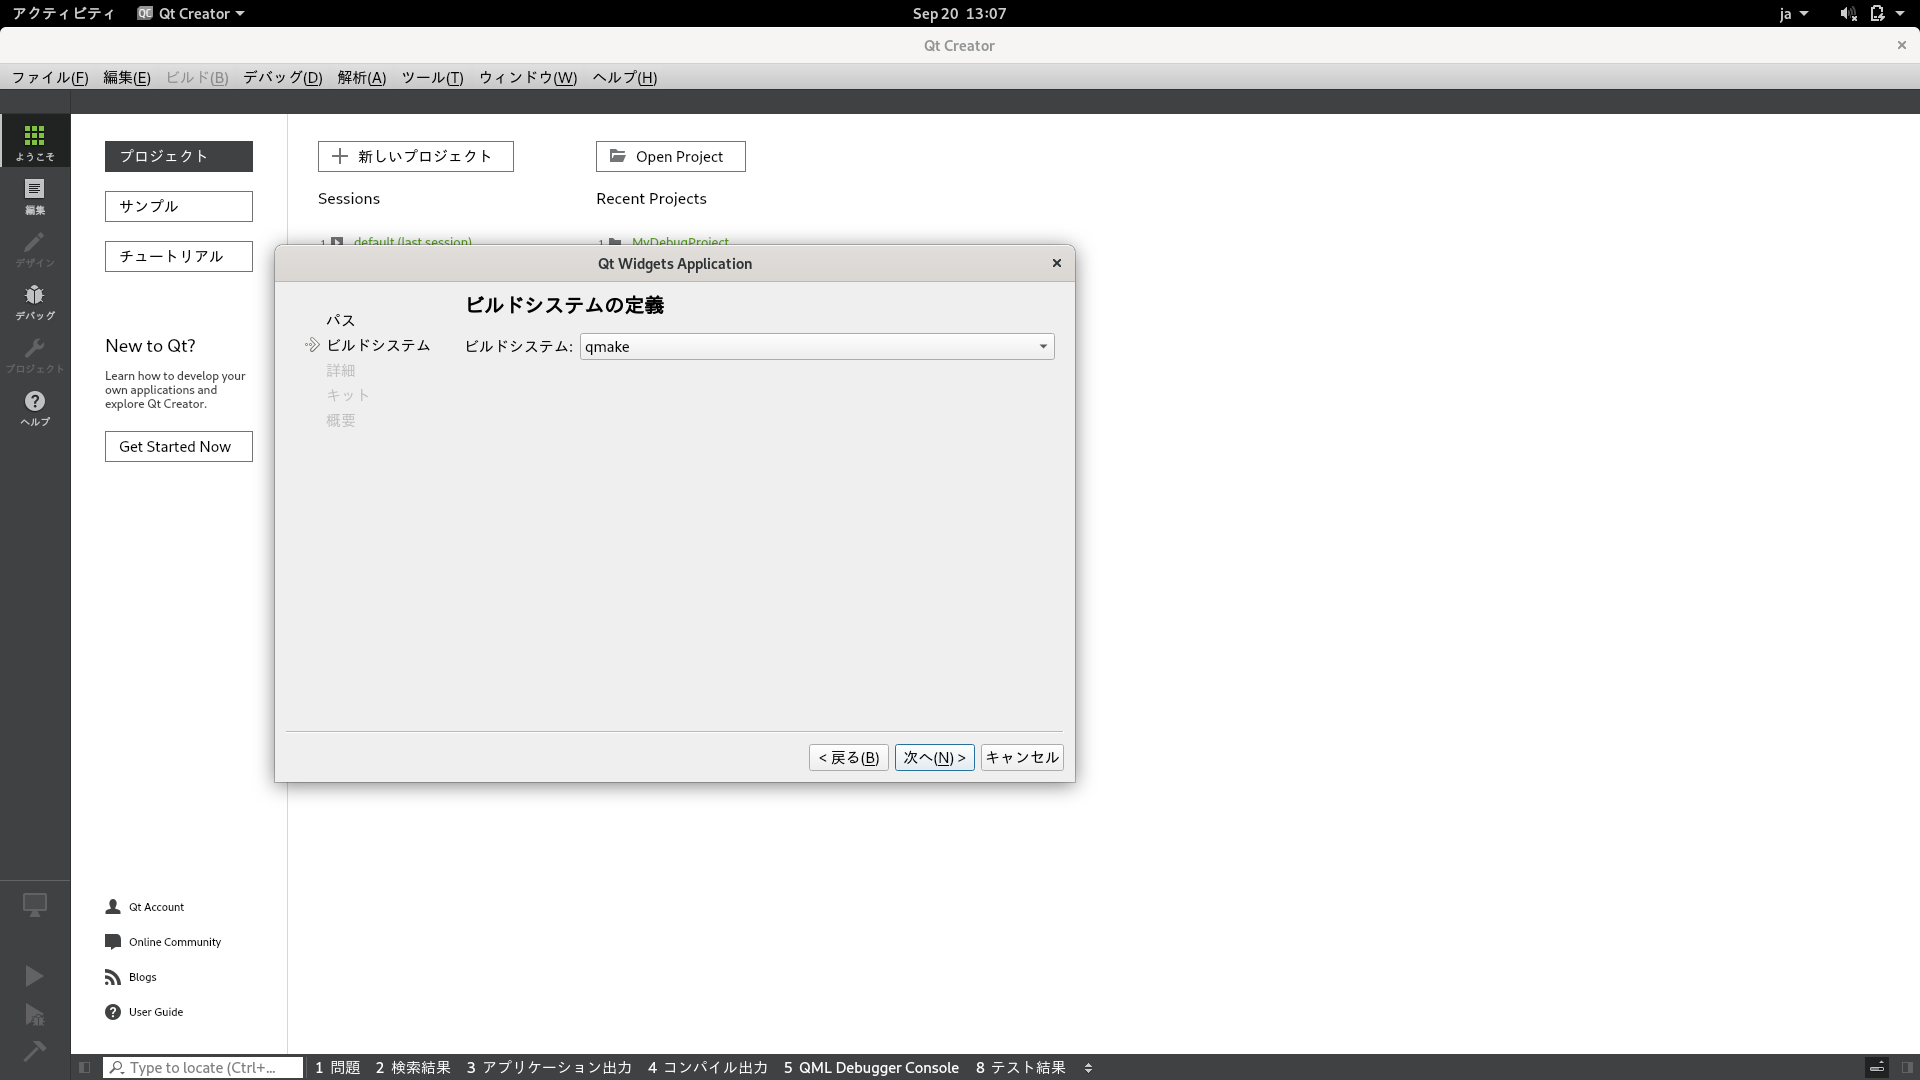 アクティビティ
Qt Creator
Sep 20 13:07
ja
Qt Creator
ファイル(F) 編集(E) ビルド(B) デバッグ(D) 解析(A) ツール(T) ウィンドウ(W) ヘルプ(H)
ようこそ
編集
デザイン
デバッグ
プロジェクト
ヘルプ
プロジェクト
サンプル
チュートリアル
New to Qt?
Learn how to develop your
own applications and
explore Qt Creator.
Get Started Now
Qt Account
Online Community
Blogs
User Guide
新しいプロジェクト
Open Project
Sessions
Recent Projects
1 default (last session)
1 MyDebugProject
Qt Widgets Application
パス
ビルドシステム
詳細
キット
概要
ビルドシステムの定義
ビルドシステム: qmake
< 戻る(B) 次へ(N) > キャンセル
Type to locate (Ctrl+...
1 問題 2 検索結果 3 アプリケーション出力 4 コンパイル出力 5 QML Debugger Console 8 テスト結果